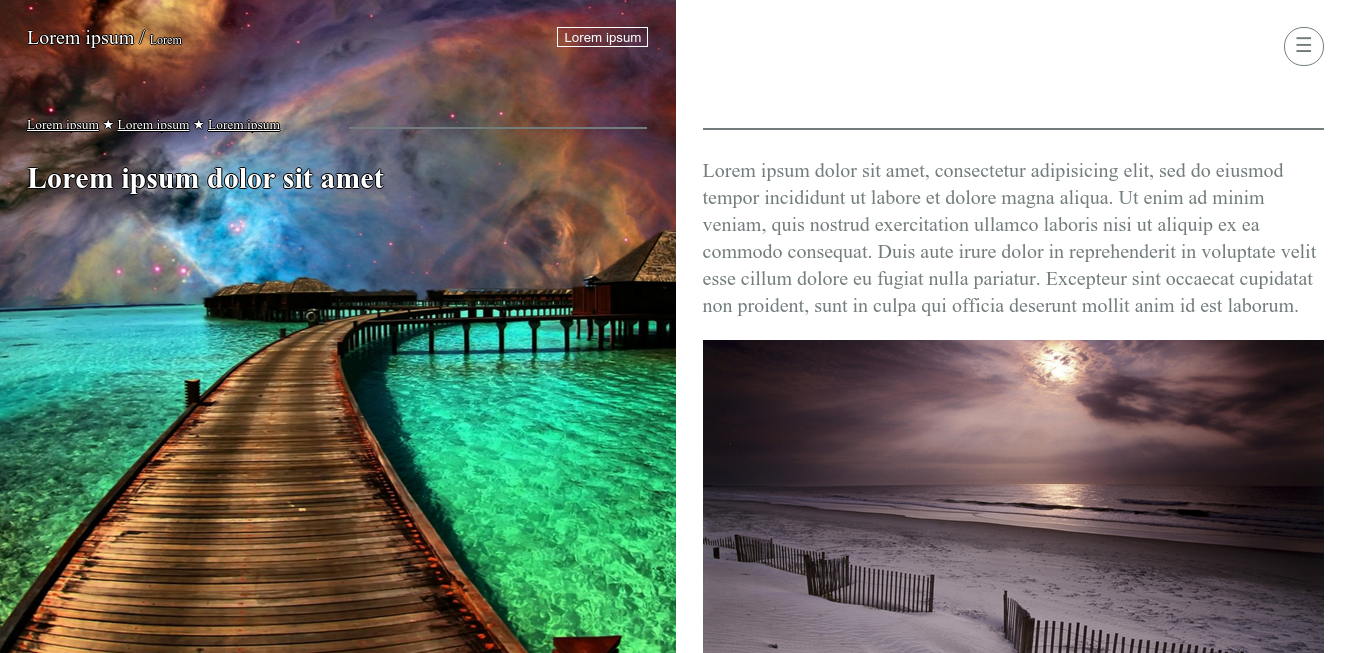 Lorem ipsum / Lorem
Lorem ipsum
Lorem ipsum ★ Lorem ipsum ★ Lorem ipsum
Lorem ipsum dolor sit amet
☰
Lorem ipsum dolor sit amet, consectetur adipisicing elit, sed do eiusmod
tempor incididunt ut labore et dolore magna aliqua. Ut enim ad minim
veniam, quis nostrud exercitation ullamco laboris nisi ut aliquip ex ea
commodo consequat. Duis aute irure dolor in reprehenderit in voluptate velit
esse cillum dolore eu fugiat nulla pariatur. Excepteur sint occaecat cupidatat
non proident, sunt in culpa qui officia deserunt mollit anim id est laborum.